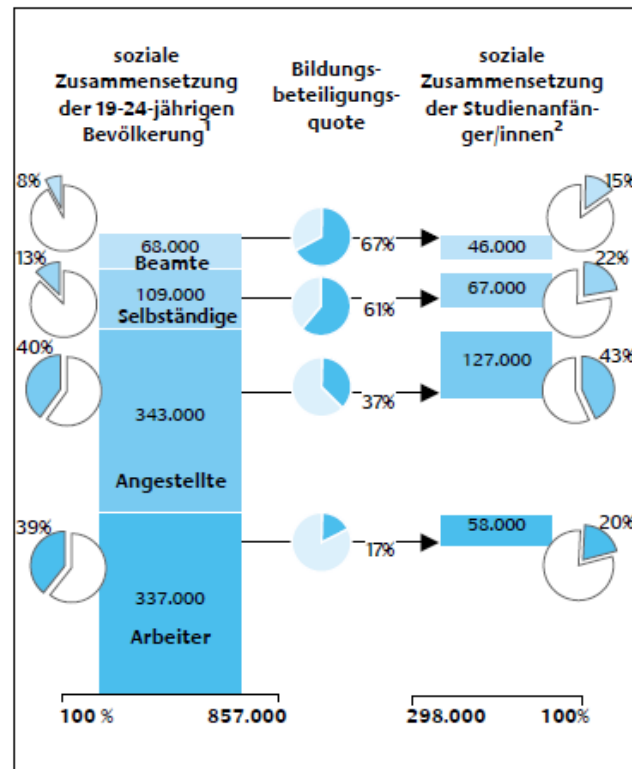 soziale
Zusammensetzung
der 19-24-jährigen
Bevölkerung¹
Bildungs-
beteiligungs-
quote
soziale
Zusammensetzung
der Studienanfän-
ger/innen²
8%
68.000
Beamte
67%
46.000
15%
13%
109.000
Selbständige
61%
67.000
22%
40%
343.000
Angestellte
37%
127.000
43%
39%
337.000
Arbeiter
17%
58.000
20%
100 %
857.000
298.000
100%